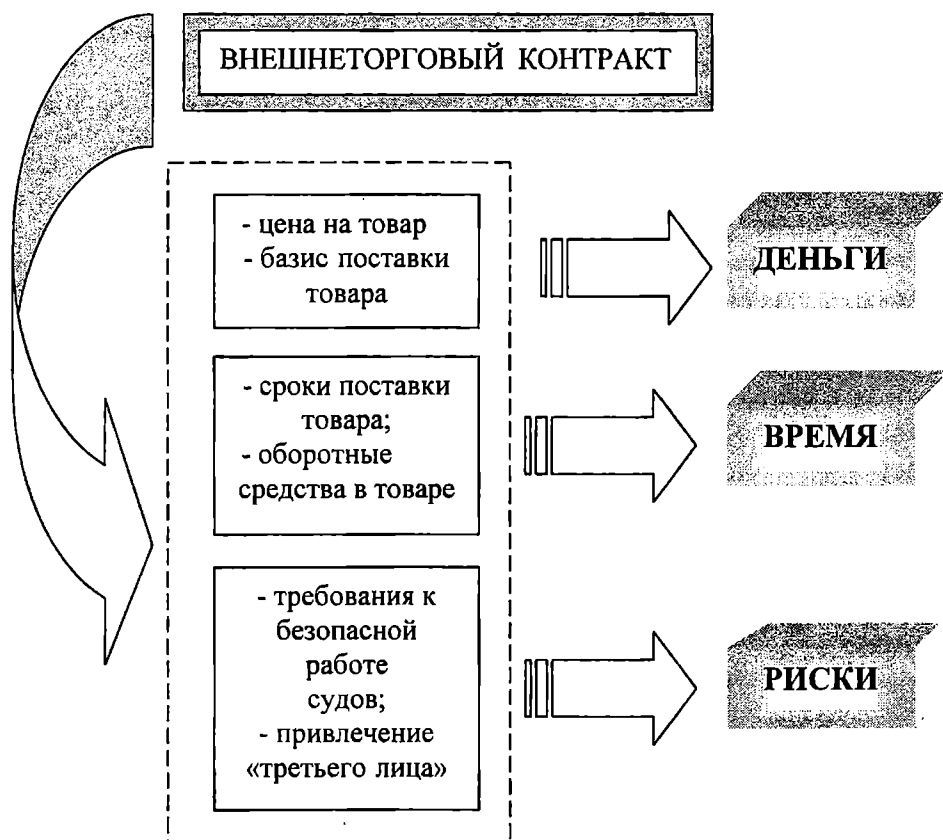 ВНЕШНЕТОРГОВЫЙ КОНТРАКТ
- цена на товар
- базис поставки
товара
ДЕНЬГИ
- сроки поставки
товара;
- оборотные
средства в товаре
ВРЕМЯ
- требования к
безопасной
работе
судов;
- привлечение
«третьего лица»
РИСКИ